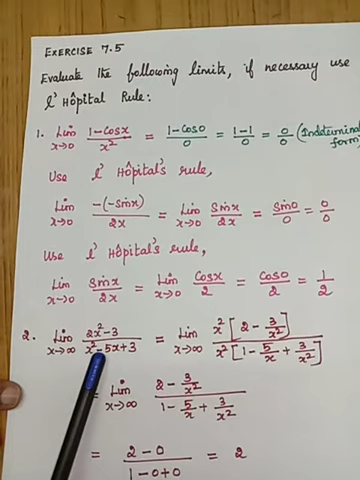 EXERCISE 7.5
Evaluate the following limits, if necessary use
l' Hôpital Rule:
1. Lim x→0 (1-Cosx)/x² = (1-Cos0)/0 = (1-1)/0 = 0/0 (Indeterminate form)
Use l' Hôpital's rule,
Lim x→0 -(-Sinx)/2x = Lim x→0 Sinx/2x = Sin0/0 = 0/0
Use l' Hôpital's rule,
Lim x→0 Sinx/2x = Lim x→0 Cosx/2 = Cos0/2 = 1/2
2. Lim x→∞ (2x²-3)/(x²-5x+3) = Lim x→∞ x²[2 - 3/x²]/x²[1 - 5/x + 3/x²]
= Lim x→∞ (2 - 3/x²)/(1 - 5/x + 3/x²)
= (2-0)/(1-0+0) = 2